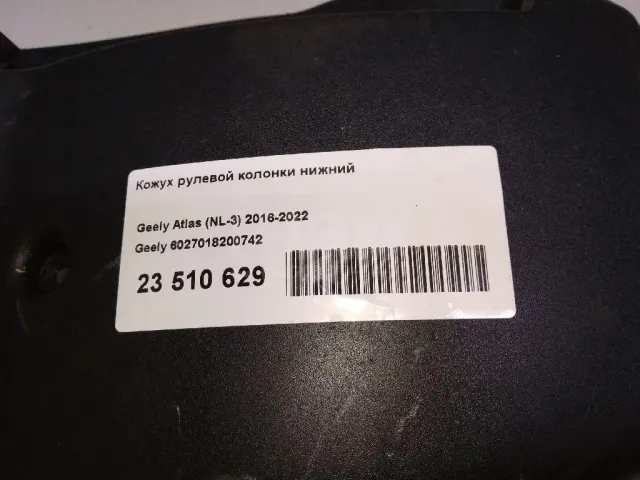 Кожух рулевой колонки нижний
Geely Atlas (NL-3) 2016-2022
Geely 6027018200742
23 510 629